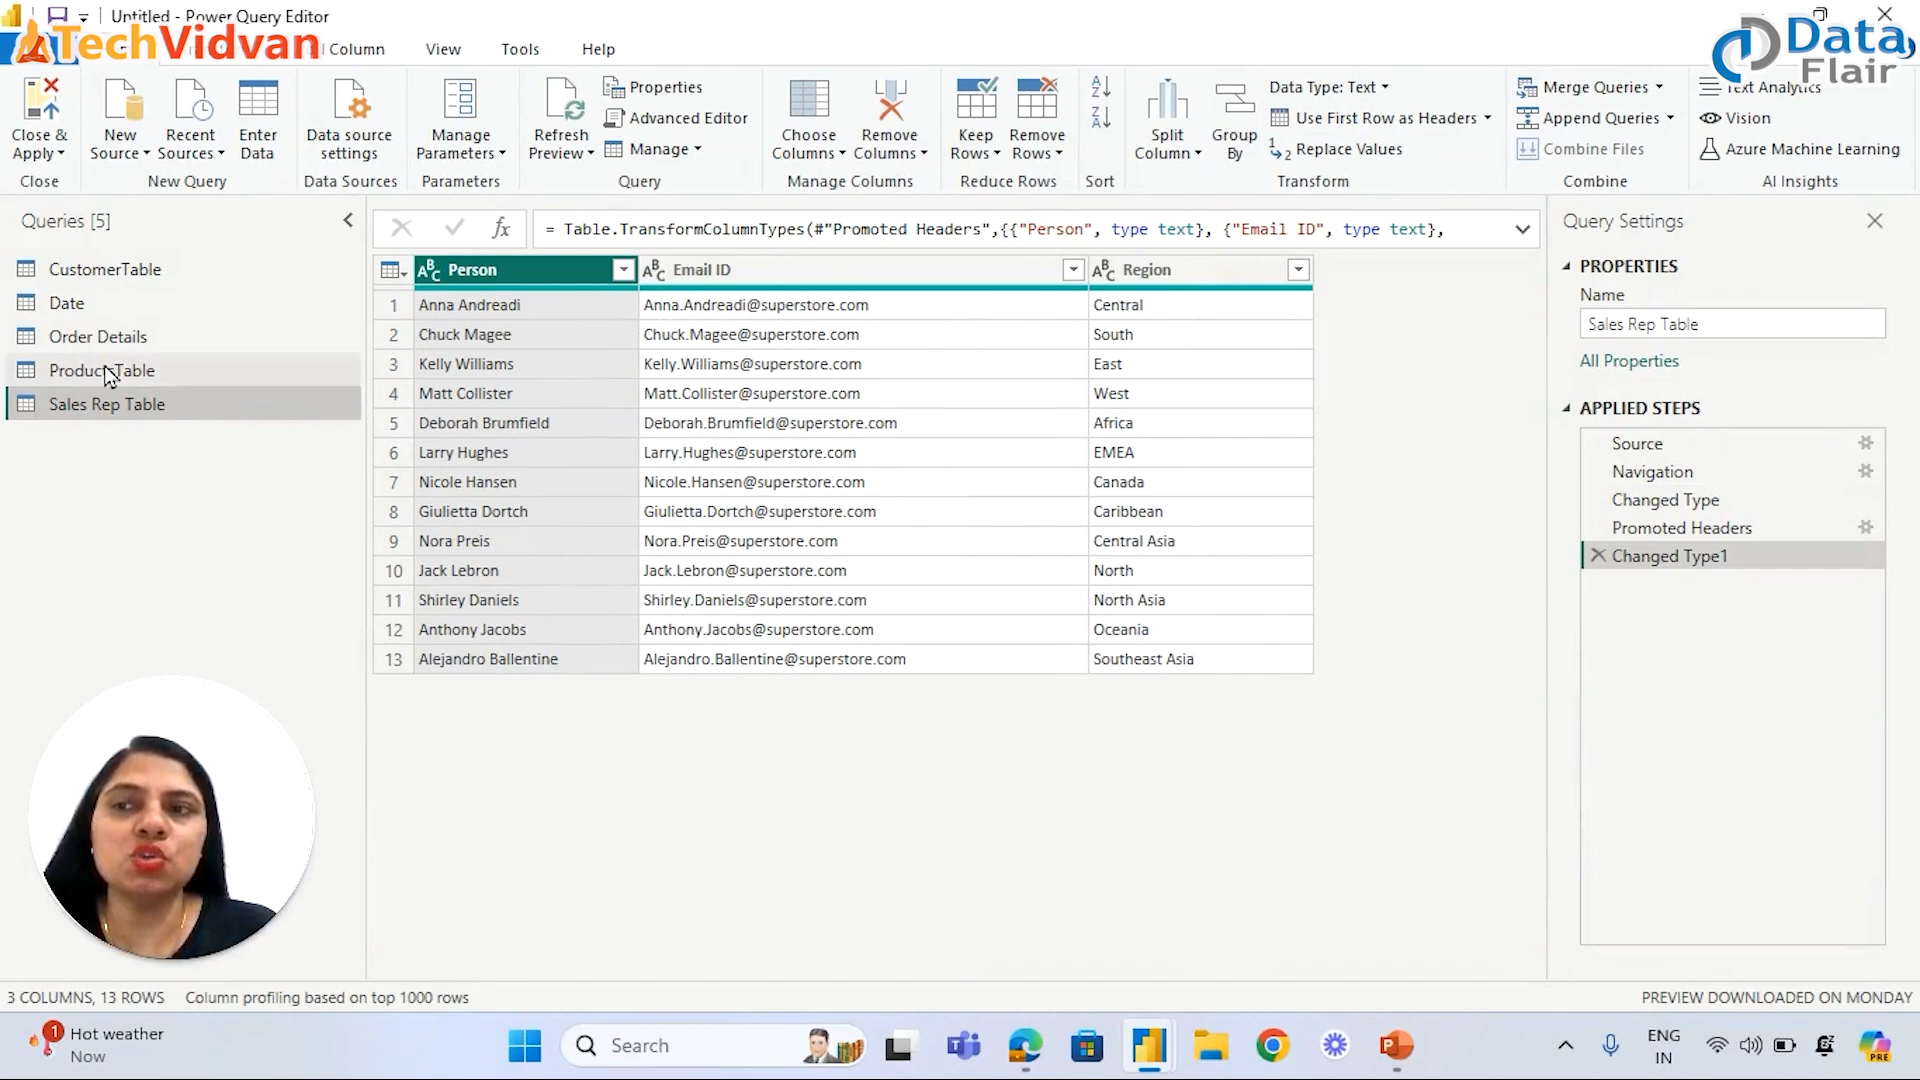 Untitled - Power Query Editor
TechVidvan
Column
View
Tools
Help
Data
Flair
Close &
Apply
Close
New
Source
Recent
Sources
Enter
Data
New Query
Data source
settings
Data Sources
Manage
Parameters
Parameters
Refresh
Preview
Properties
Advanced Editor
Manage
Query
Choose
Columns
Remove
Columns
Manage Columns
Keep
Rows
Remove
Rows
Reduce Rows
Sort
Split
Column
Group
By
Data Type: Text
Use First Row as Headers
Replace Values
Transform
Merge Queries
Append Queries
Combine Files
Combine
Text Analytics
Vision
Azure Machine Learning
AI Insights
Queries [5]
CustomerTable
Date
Order Details
Sales Rep Table
= Table.TransformColumnTypes(#"Promoted Headers",{{"Person", type text}, {"Email ID", type text},
Person Email ID Region
1 Anna Andreadi Anna.Andreadi@superstore.com Central
2 Chuck Magee Chuck.Magee@superstore.com South
3 Kelly Williams Kelly.Williams@superstore.com East
4 Matt Collister Matt.Collister@superstore.com West
5 Deborah Brumfield Deborah.Brumfield@superstore.com Africa
6 Larry Hughes Larry.Hughes@superstore.com EMEA
7 Nicole Hansen Nicole.Hansen@superstore.com Canada
8 Giulietta Dortch Giulietta.Dortch@superstore.com Caribbean
9 Nora Preis Nora.Preis@superstore.com Central Asia
10 Jack Lebron Jack.Lebron@superstore.com North
11 Shirley Daniels Shirley.Daniels@superstore.com North Asia
12 Anthony Jacobs Anthony.Jacobs@superstore.com Oceania
13 Alejandro Ballentine Alejandro.Ballentine@superstore.com Southeast Asia
Query Settings
PROPERTIES
Name
Sales Rep Table
All Properties
APPLIED STEPS
Source
Navigation
Changed Type
Promoted Headers
Changed Type1
3 COLUMNS, 13 ROWS
Column profiling based on top 1000 rows
PREVIEW DOWNLOADED ON MONDAY
1
Hot weather
Now
Search
ENG
IN
PRE